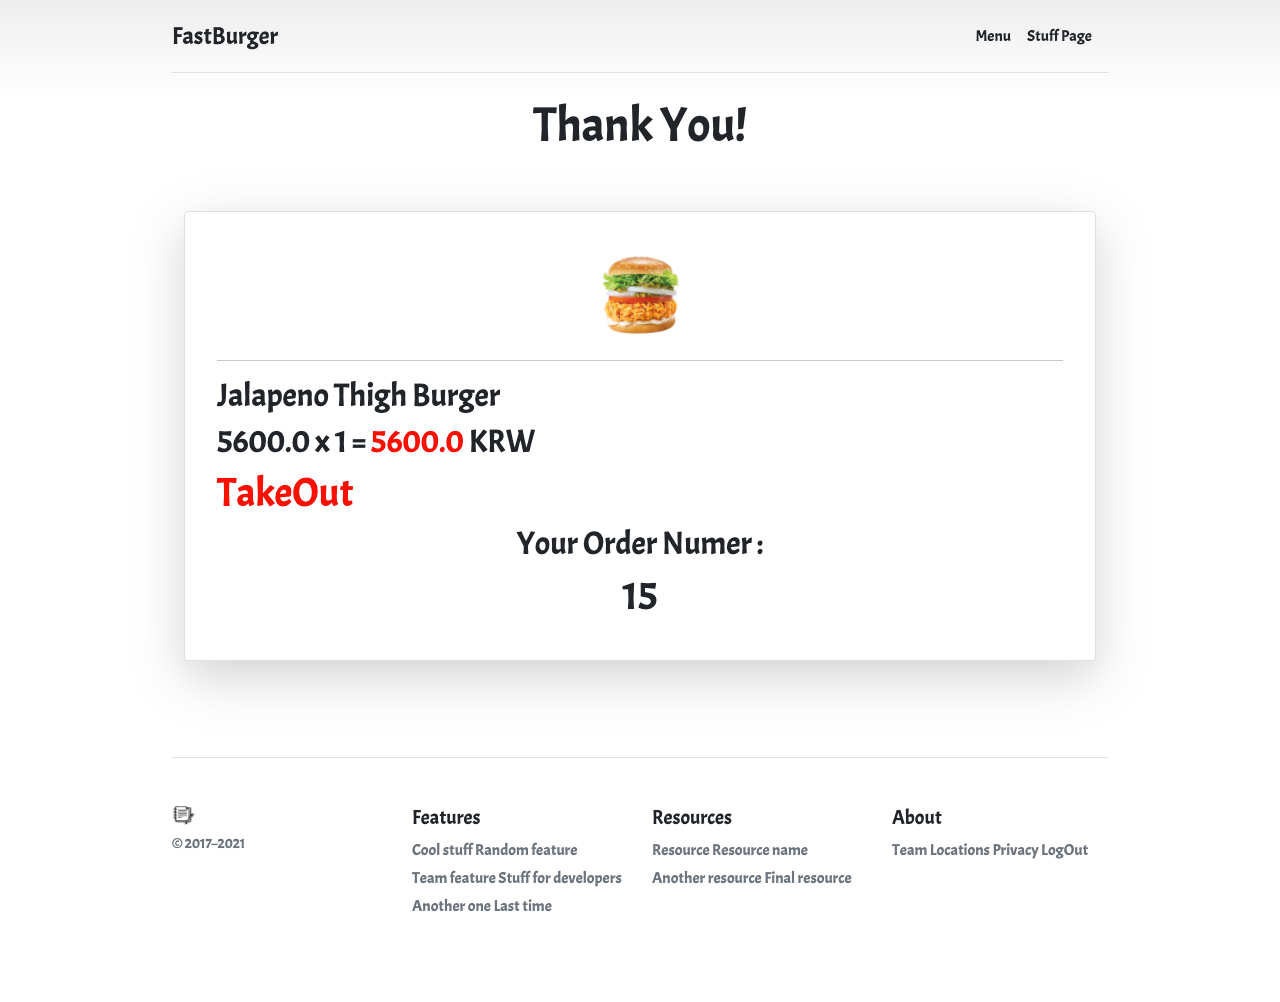 FastBurger
Menu Stuff Page
Thank You!
Jalapeno Thigh Burger
5600.0 x 1 = 5600.0 KRW
TakeOut
Your Order Numer :
15
© 2017–2021
Features
Cool stuff Random feature
Team feature Stuff for developers
Another one Last time
Resources
Resource Resource name
Another resource Final resource
About
Team Locations Privacy LogOut